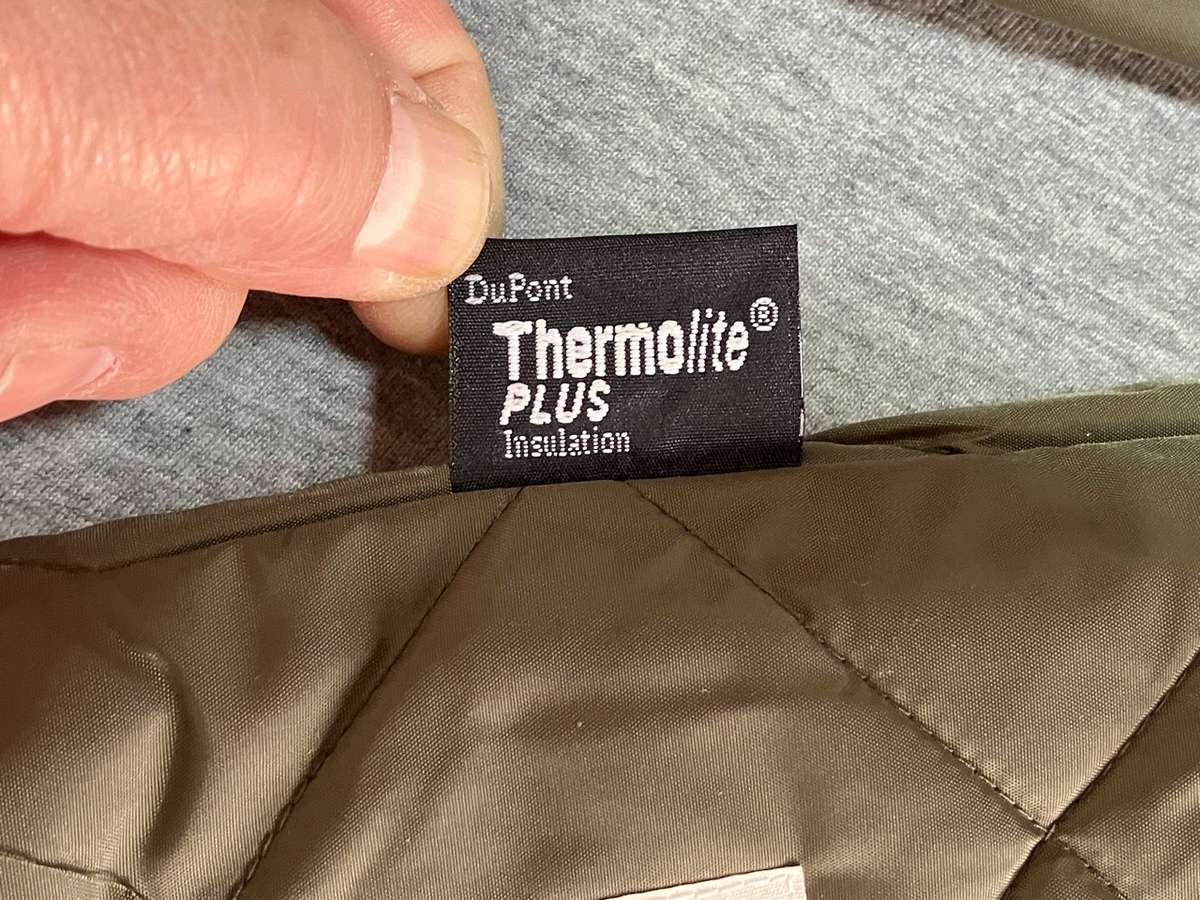 DuPont
Thermolite®
PLUS
Insulation